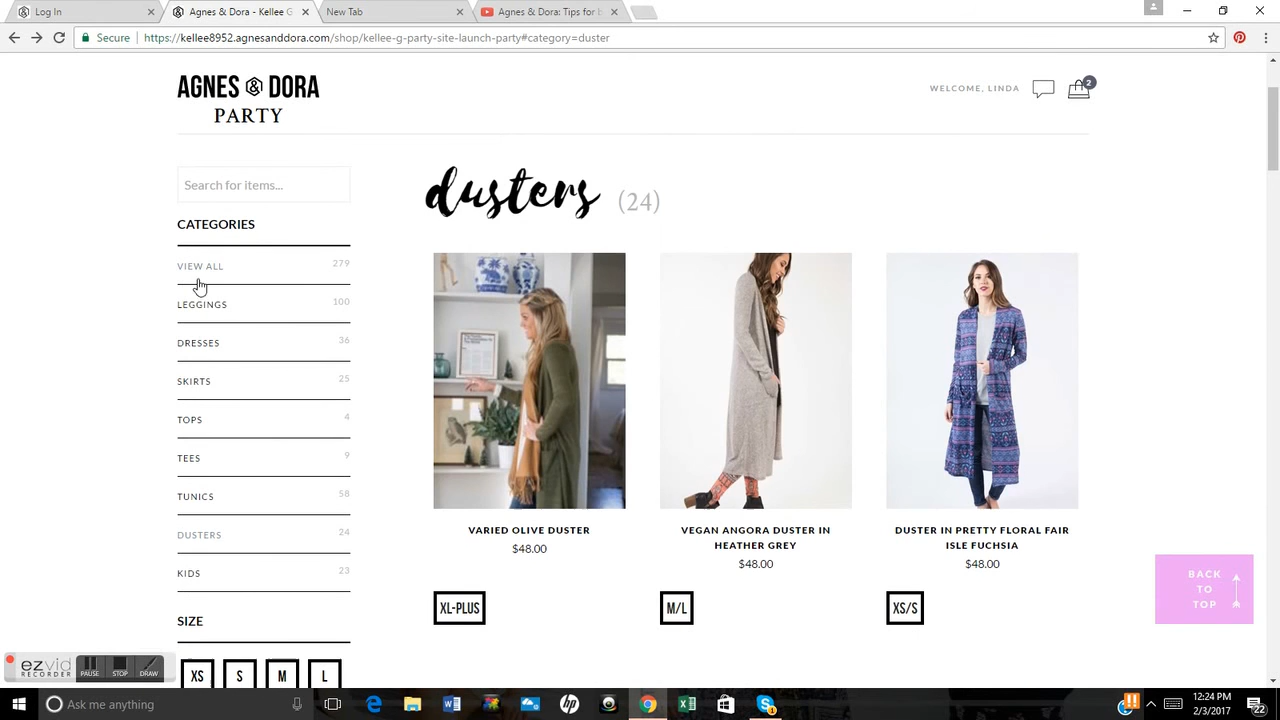 Log In
Agnes & Dora - Kellee G
New Tab
Agnes & Dora: Tips for b
Secure
https://kellee8952.agnesanddora.com/shop/kellee-g-party-site-launch-party#category=duster
AGNES & DORA
PARTY
WELCOME, LINDA
2
Search for items...
CATEGORIES
VIEW ALL 279
LEGGINGS 100
DRESSES 36
SKIRTS 25
TOPS 4
TEES 9
TUNICS 58
DUSTERS 24
KIDS 23
SIZE
XS S M L
dusters (24)
VARIED OLIVE DUSTER
$48.00
XL-PLUS
VEGAN ANGORA DUSTER IN
HEATHER GREY
$48.00
M/L
DUSTER IN PRETTY FLORAL FAIR
ISLE FUCHSIA
$48.00
XS/S
BACK
TO
TOP
ezvid
RECORDER
PAUSE STOP DRAW
Ask me anything
12:24 PM
2/3/2017